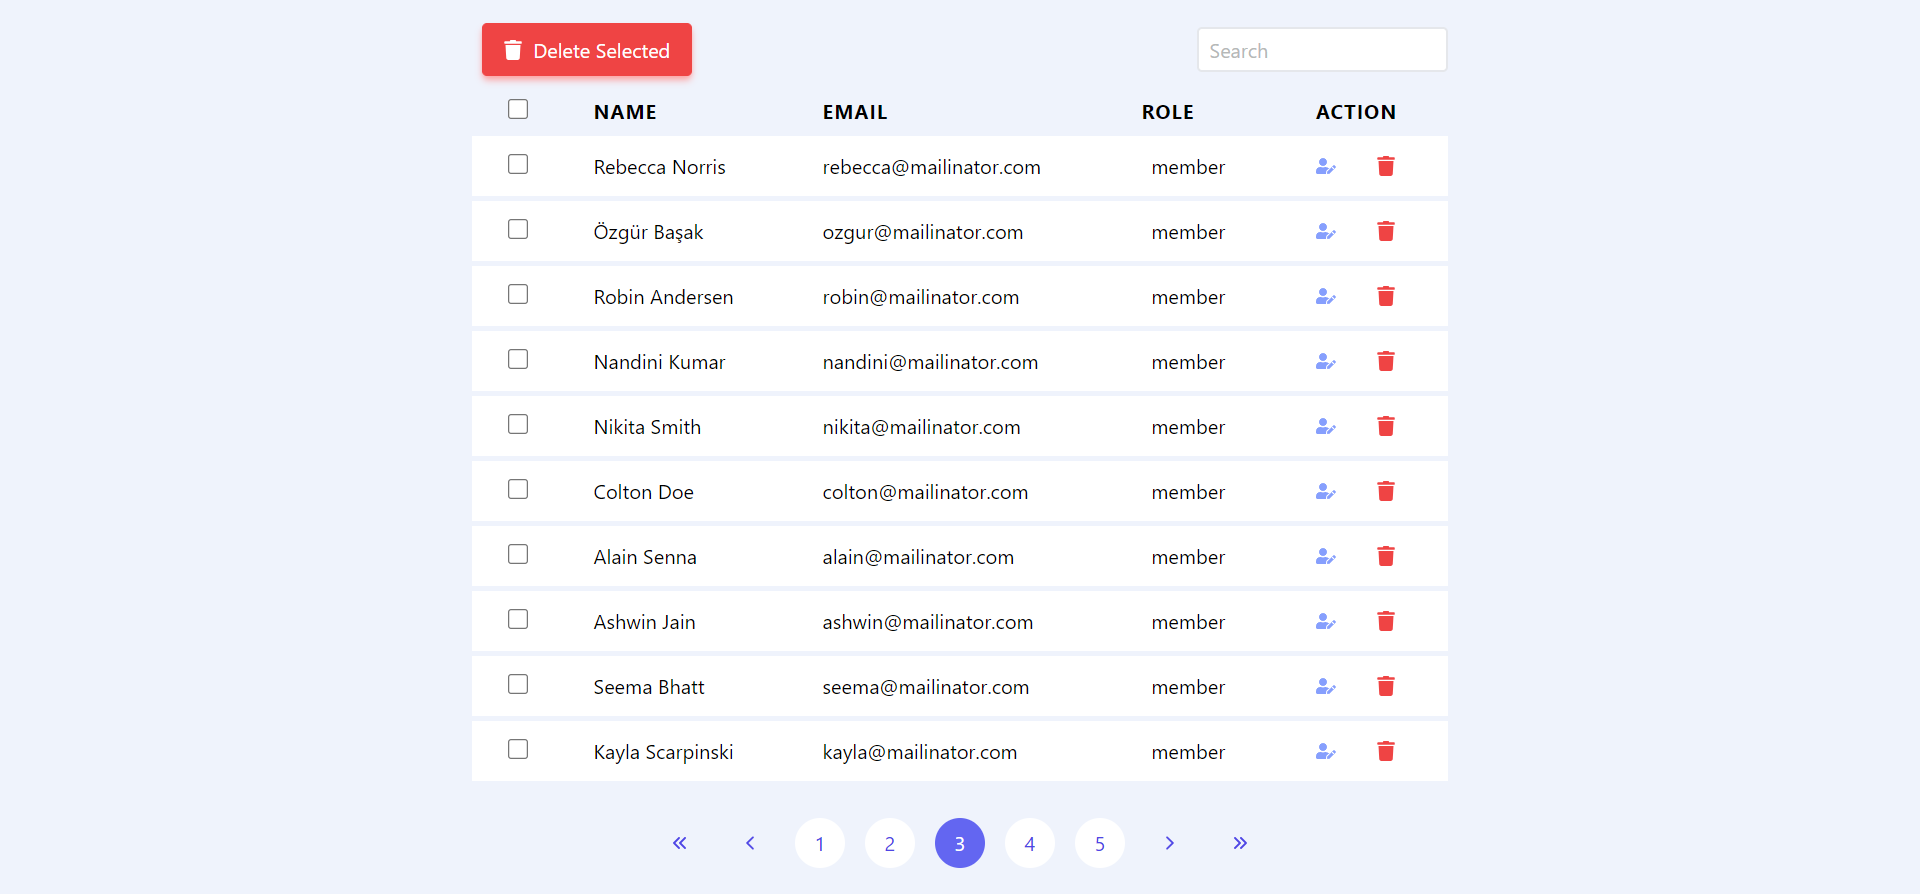 Delete Selected
Search
NAME EMAIL ROLE ACTION
Rebecca Norris rebecca@mailinator.com member
Özgür Başak ozgur@mailinator.com member
Robin Andersen robin@mailinator.com member
Nandini Kumar nandini@mailinator.com member
Nikita Smith nikita@mailinator.com member
Colton Doe colton@mailinator.com member
Alain Senna alain@mailinator.com member
Ashwin Jain ashwin@mailinator.com member
Seema Bhatt seema@mailinator.com member
Kayla Scarpinski kayla@mailinator.com member
« ‹ 1 2 3 4 5 › »